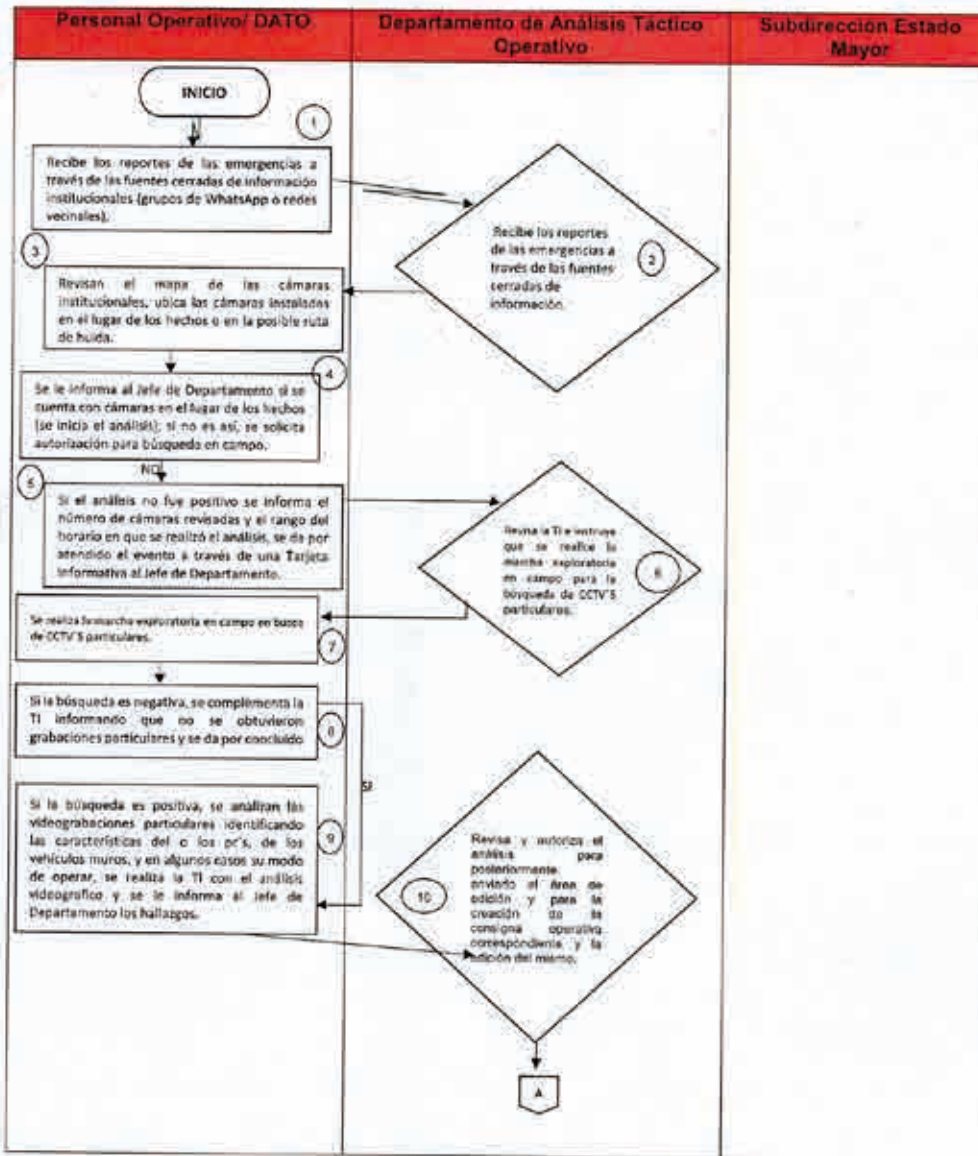 Personal Operativo/ DATO
Departamento de Análisis Táctico
Operativo
Subdirección Estado
Mayor
INICIO
1
Recibe los reportes de las emergencias a
través de las fuentes cerradas de información
institucionales (grupos de WhatsApp o redes
vecinales).
Recibe los reportes
de las emergencias a
través de las fuentes
cerradas de
información.
2
3
Revisan el mapa de las cámaras
institucionales, ubica las cámaras instaladas
en el lugar de los hechos o en la posible ruta
de huida.
4
Se le informa al Jefe de Departamento si se
cuenta con cámaras en el lugar de los hechos
(se inicia el análisis); si no es así, se solicita
autorización para búsqueda en campo.
NO
5
Si el análisis no fue positivo se informa el
número de cámaras revisadas y el rango del
horario en que se realizó el análisis, se da por
atendido el evento a través de una Tarjeta
Informativa al Jefe de Departamento.
Revisa la TI e instruye
que se realice la
marcha exploratoria
en campo para la
búsqueda de CCTV´S
particulares.
6
Se realiza la marcha exploratoria en campo en busca
de CCTV´S particulares.
7
Si la búsqueda es negativa, se complementa la
TI informando que no se obtuvieron
grabaciones particulares y se da por concluido
8
SI
Si la búsqueda es positiva, se analizan las
videograbaciones particulares identificando
las características del o los pr's, de los
vehículos muros, y en algunos casos su modo
de operar, se realiza la TI con el análisis
videográfico y se le informa al Jefe de
Departamento los hallazgos.
9
10
Revisa y autoriza el
análisis para
posteriormente
enviarlo al área de
edición y para la
creación de la
consigna operativa
correspondiente y la
edición del mismo.
A